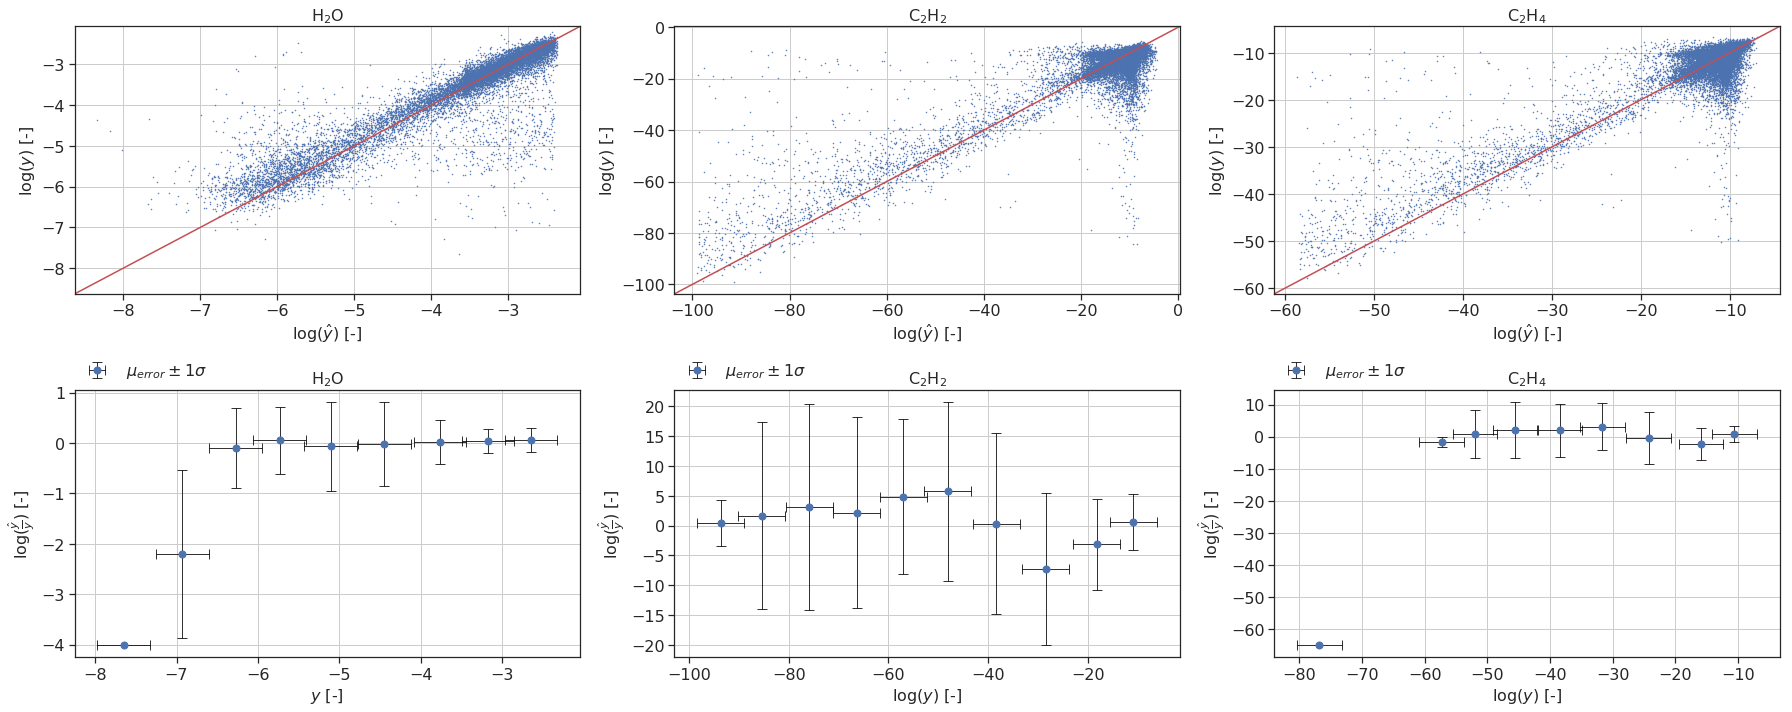 H₂O
−3
−4
−5
−6
−7
−8
log(y) [-]
−8 −7 −6 −5 −4 −3
log(ŷ) [-]
C₂H₂
0
−20
−40
−60
−80
−100
log(y) [-]
−100 −80 −60 −40 −20 0
log(ŷ) [-]
C₂H₄
−10
−20
−30
−40
−50
−60
log(y) [-]
−60 −50 −40 −30 −20 −10
log(ŷ) [-]
μerror ± 1σ
H₂O
1
0
−1
−2
−3
−4
log(ŷ/y) [-]
−8 −7 −6 −5 −4 −3
y [-]
μerror ± 1σ
C₂H₂
20
15
10
5
0
−5
−10
−15
−20
log(ŷ/y) [-]
−100 −80 −60 −40 −20
log(y) [-]
μerror ± 1σ
C₂H₄
10
0
−10
−20
−30
−40
−50
−60
log(ŷ/y) [-]
−80 −70 −60 −50 −40 −30 −20 −10
log(y) [-]